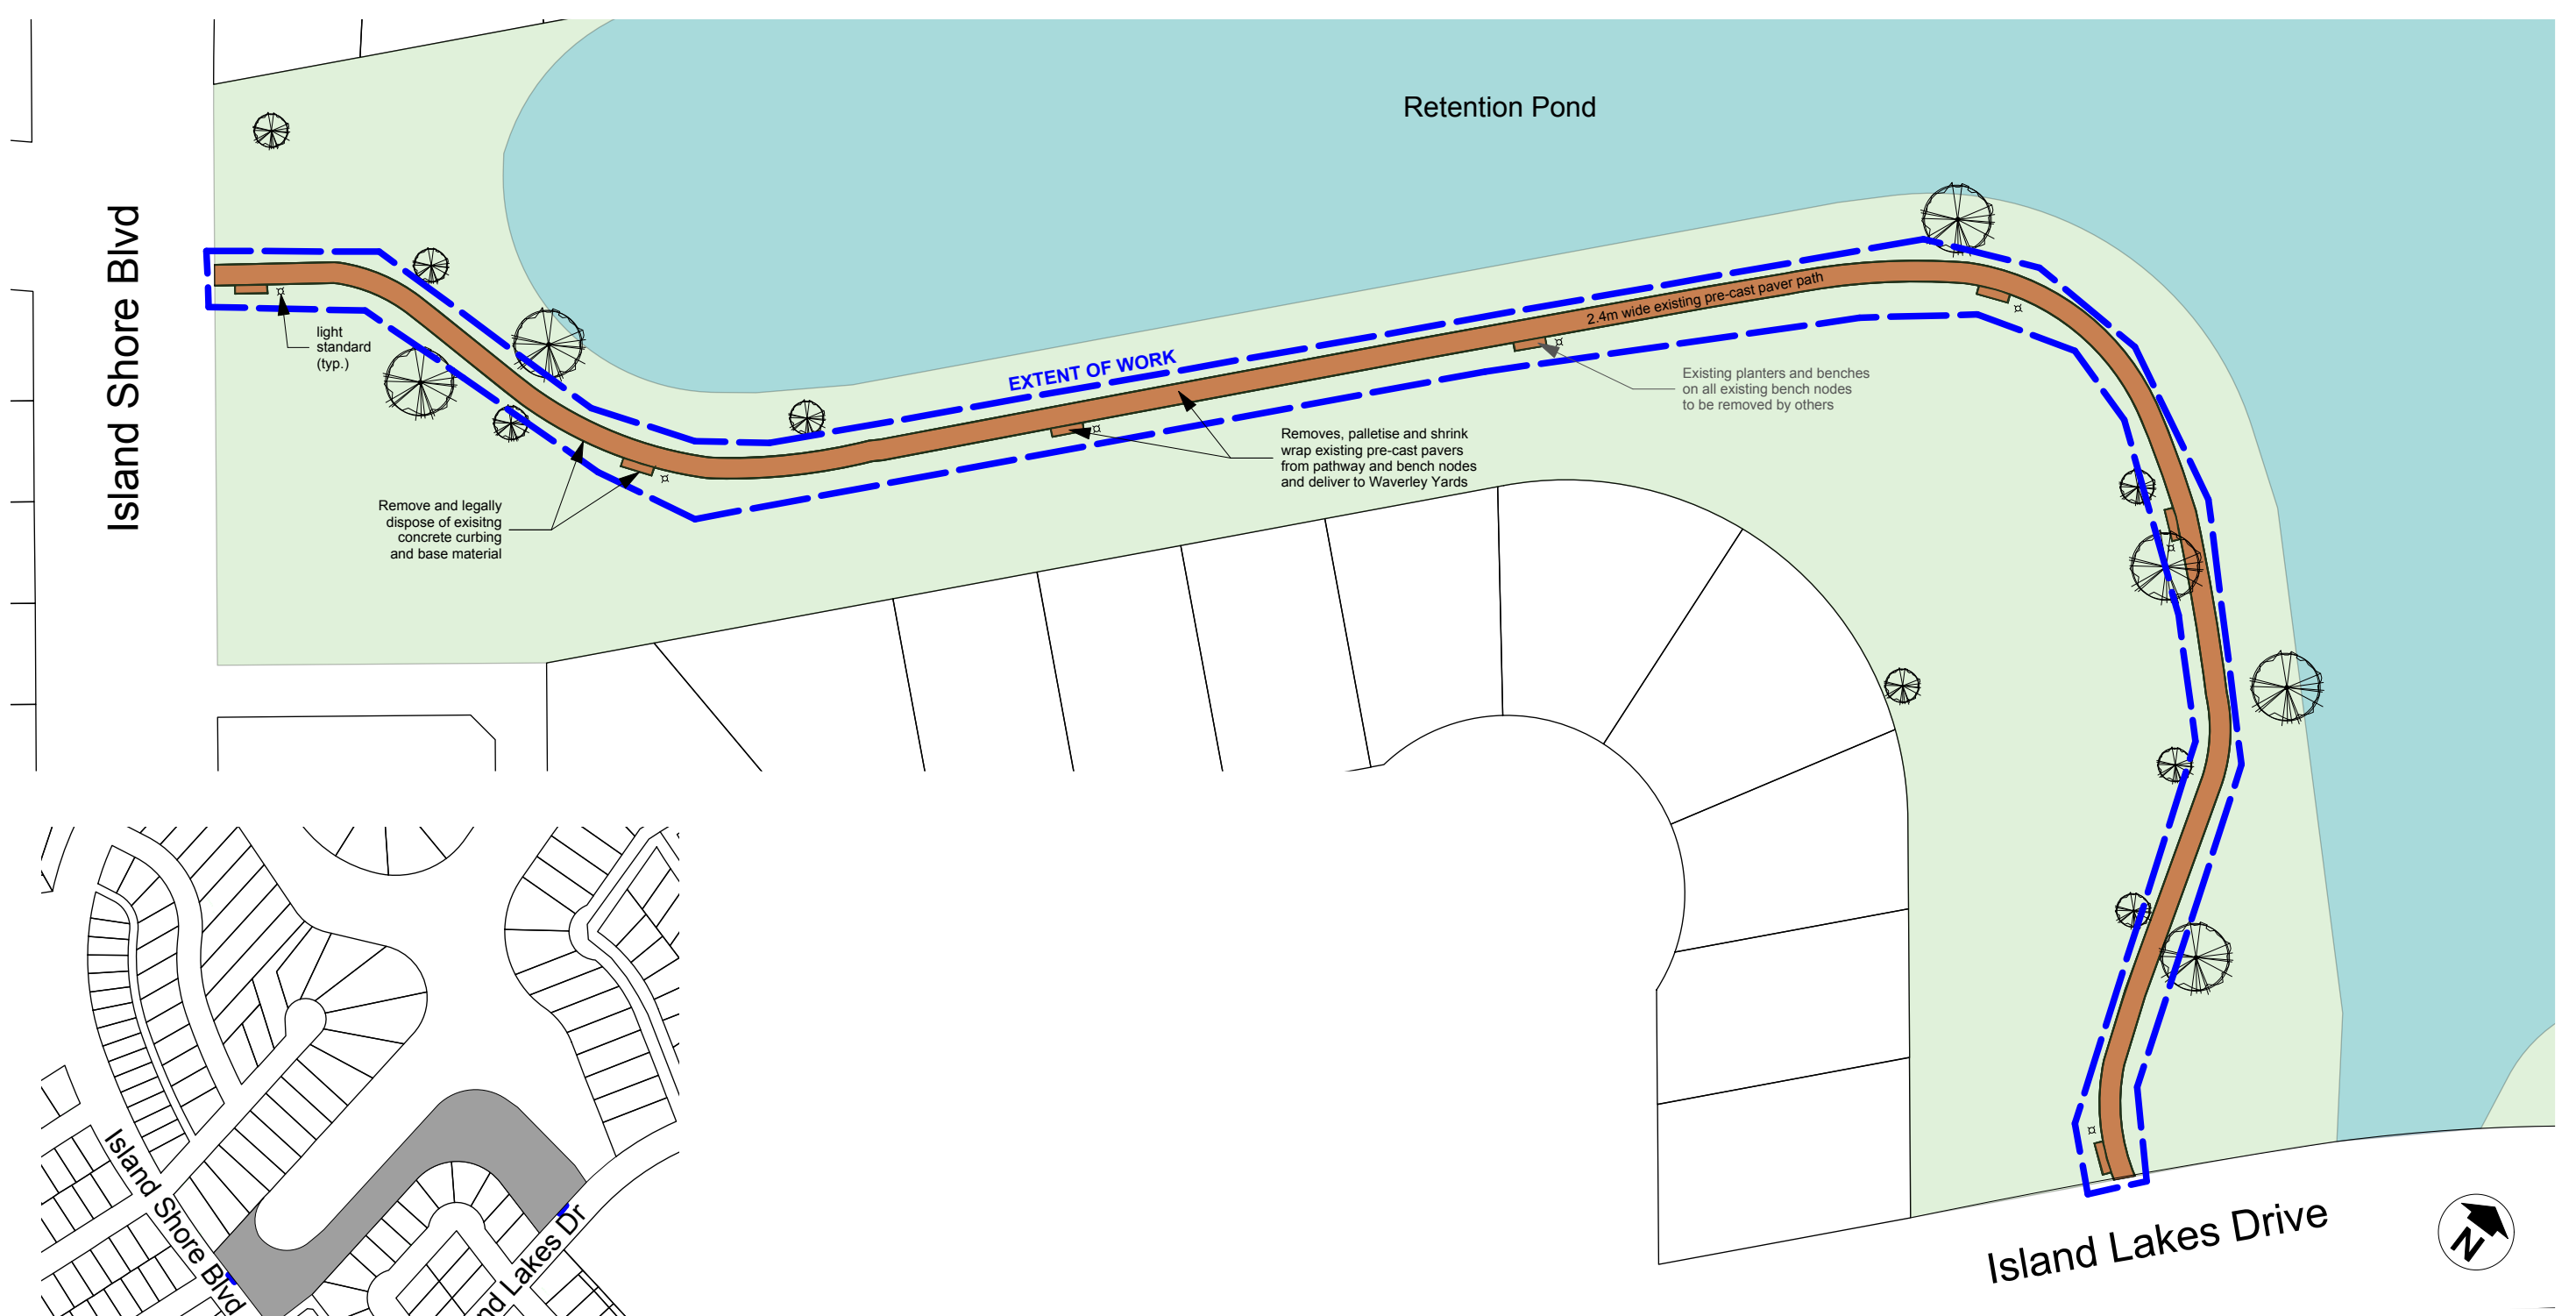 Retention Pond
Island Shore Blvd
light
standard
(typ.)
EXTENT OF WORK
2.4m wide existing pre-cast paver path
Existing planters and benches
on all existing bench nodes
to be removed by others
Removes, palletise and shrink
wrap existing pre-cast pavers
from pathway and bench nodes
and deliver to Waverley Yards
Remove and legally
dispose of exisitng
concrete curbing
and base material
Island Shore Blvd
nd Lakes Dr
Island Lakes Drive
N